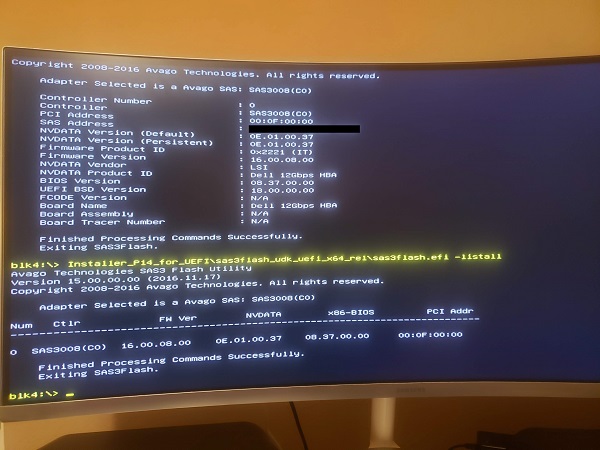 Copyright 2008-2016 Avago Technologies. All rights reserved.
Adapter Selected is a Avago SAS: SAS3008(C0)
Controller Number : 0
Controller : SAS3008(C0)
PCI Address : 00:0F:00:00
SAS Address :
NVDATA Version (Default) : 0E.01.00.37
NVDATA Version (Persistent) : 0E.01.00.37
Firmware Product ID : 0x2221 (IT)
Firmware Version : 16.00.08.00
NVDATA Vendor : LSI
NVDATA Product ID : Dell 12Gbps HBA
BIOS Version : 08.37.00.00
UEFI BSD Version : 18.00.00.00
FCODE Version : N/A
Board Name : Dell 12Gbps HBA
Board Assembly : N/A
Board Tracer Number : N/A
Finished Processing Commands Successfully.
Exiting SAS3Flash.
blk4:\> Installer_P14_for_UEFI\sas3flash_udk_uefi_x64_rel\sas3flash.efi -listall
Avago Technologies SAS3 Flash Utility
Version 15.00.00.00 (2016.11.17)
Copyright 2008-2016 Avago Technologies. All rights reserved.
Adapter Selected is a Avago SAS: SAS3008(C0)
Num Ctlr FW Ver NVDATA x86-BIOS PCI Addr
----------------------------------------------------------------------------
0 SAS3008(C0) 16.00.08.00 0E.01.00.37 08.37.00.00 00:0F:00:00
Finished Processing Commands Successfully.
Exiting SAS3Flash.
blk4:\> _